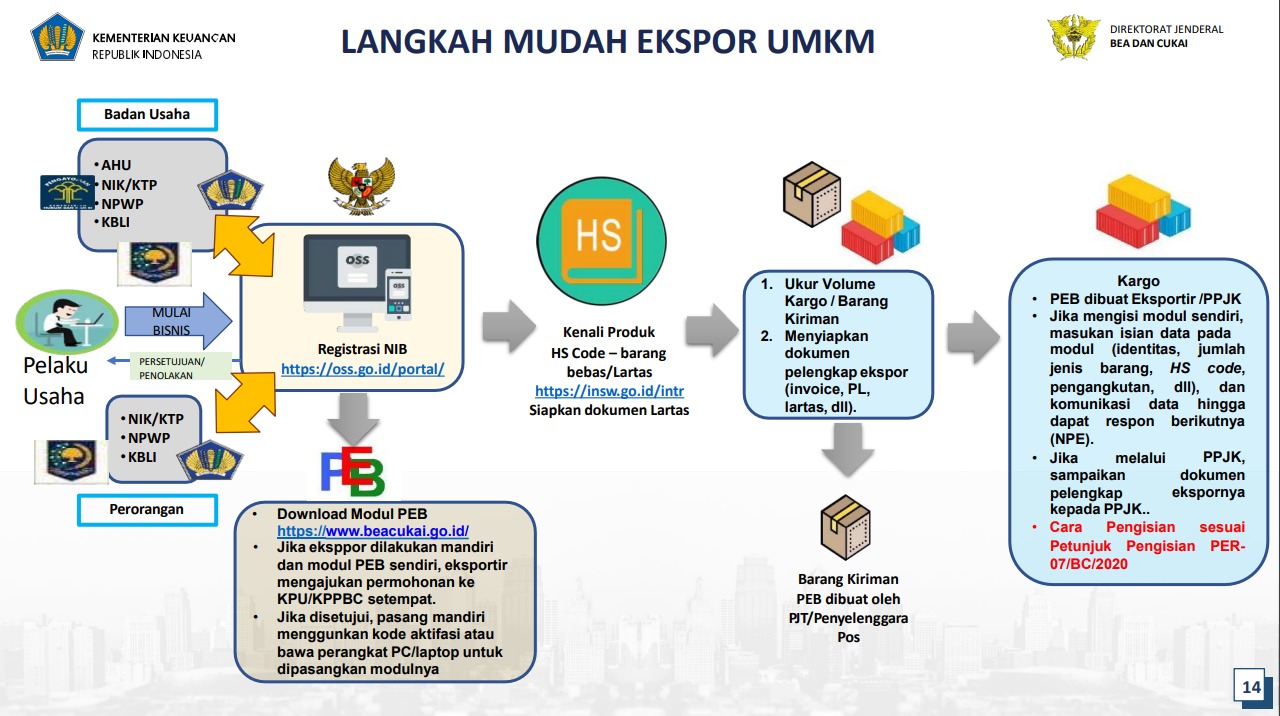 KEMENTERIAN KEUANGAN
REPUBLIK INDONESIA
LANGKAH MUDAH EKSPOR UMKM
DIREKTORAT JENDERAL
BEA DAN CUKAI
Badan Usaha
• AHU
• NIK/KTP
• NPWP
• KBLI
PENGAYOMAN
MULAI
BISNIS
PERSETUJUAN/
PENOLAKAN
Pelaku
Usaha
• NIK/KTP
• NPWP
• KBLI
Perorangan
OSS
OSS
Registrasi NIB
https://oss.go.id/portal/
PEB
• Download Modul PEB
https://www.beacukai.go.id/
• Jika eksppor dilakukan mandiri
dan modul PEB sendiri, eksportir
mengajukan permohonan ke
KPU/KPPBC setempat.
• Jika disetujui, pasang mandiri
menggunkan kode aktifasi atau
bawa perangkat PC/laptop untuk
dipasangkan modulnya
HS
Kenali Produk
HS Code – barang
bebas/Lartas
https://insw.go.id/intr
Siapkan dokumen Lartas
1. Ukur Volume
Kargo / Barang
Kiriman
2. Menyiapkan
dokumen
pelengkap ekspor
(invoice, PL,
lartas, dll).
Barang Kiriman
PEB dibuat oleh
PJT/Penyelenggara
Pos
Kargo
• PEB dibuat Eksportir /PPJK
• Jika mengisi modul sendiri,
masukan isian data pada
modul (identitas, jumlah
jenis barang, HS code,
pengangkutan, dll), dan
komunikasi data hingga
dapat respon berikutnya
(NPE).
• Jika melalui PPJK,
sampaikan dokumen
pelengkap ekspornya
kepada PPJK..
• Cara Pengisian sesuai
Petunjuk Pengisian PER-
07/BC/2020
14